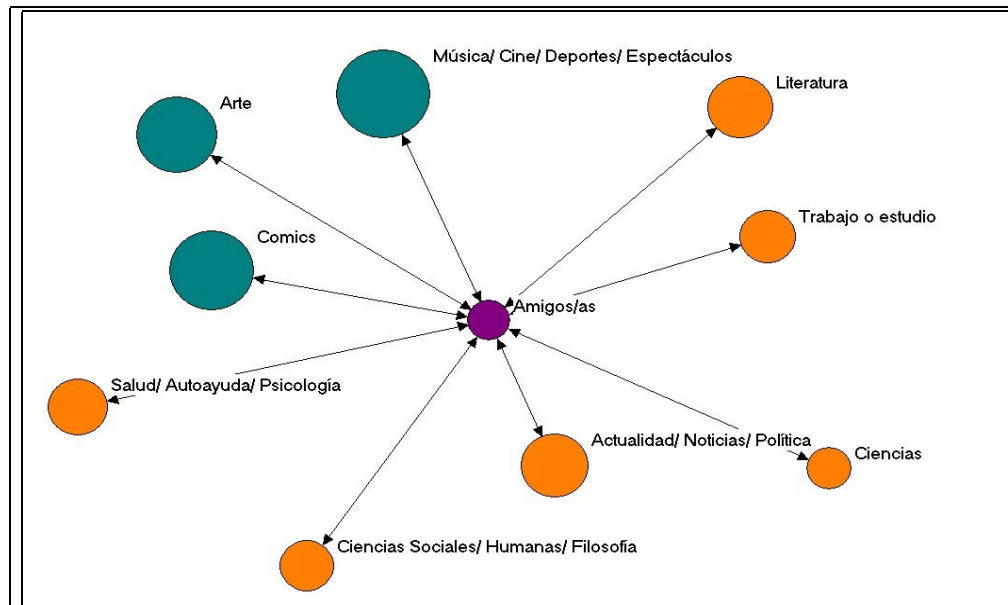 Música/ Cine/ Deportes/ Espectáculos
Literatura
Arte
Trabajo o estudio
Comics
Amigos/as
Salud/ Autoayuda/ Psicología
Actualidad/ Noticias/ Política
Ciencias
Ciencias Sociales/ Humanas/ Filosofía